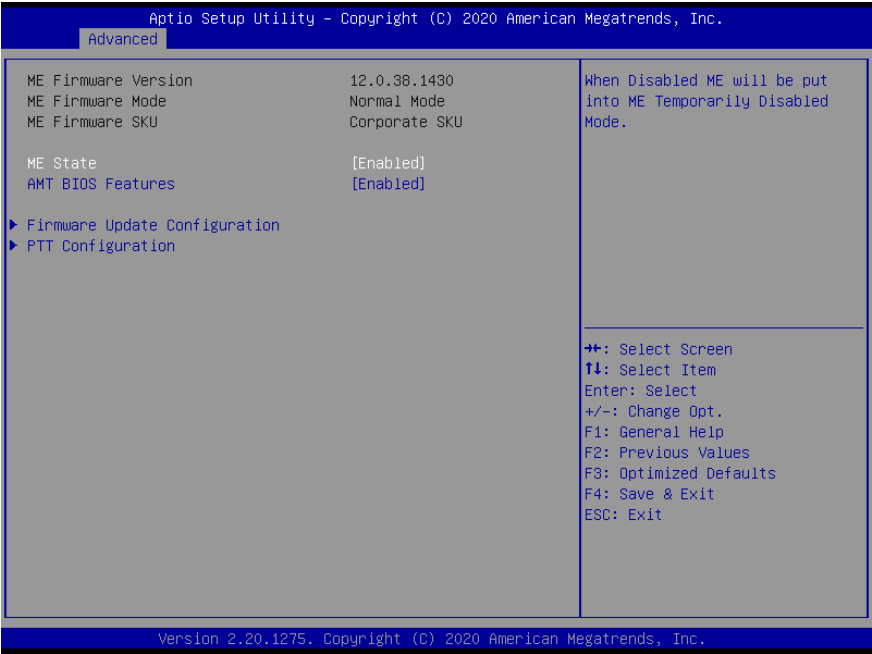 Aptio Setup Utility – Copyright (C) 2020 American Megatrends, Inc.
Advanced
ME Firmware Version 12.0.38.1430
ME Firmware Mode Normal Mode
ME Firmware SKU Corporate SKU
ME State [Enabled]
AMT BIOS Features [Enabled]
Firmware Update Configuration
PTT Configuration
When Disabled ME will be put
into ME Temporarily Disabled
Mode.
→←: Select Screen
↑↓: Select Item
Enter: Select
+/-: Change Opt.
F1: General Help
F2: Previous Values
F3: Optimized Defaults
F4: Save & Exit
ESC: Exit
Version 2.20.1275. Copyright (C) 2020 American Megatrends, Inc.